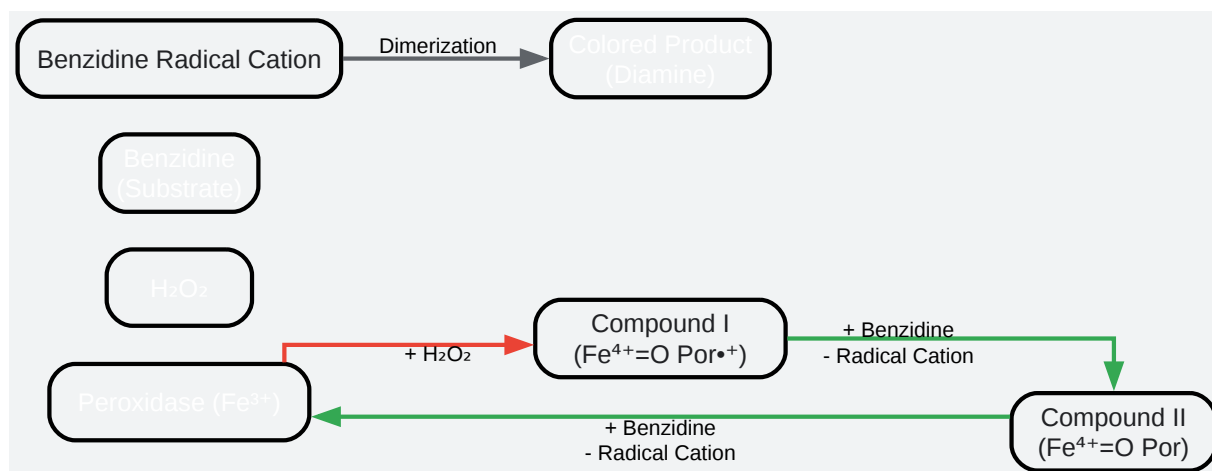 Benzidine Radical Cation
Dimerization
Colored Product
(Diamine)
Benzidine
(Substrate)
H₂O₂
Compound I
(Fe⁴⁺=O Por•⁺)
+ H₂O₂
+ Benzidine
- Radical Cation
Peroxidase (Fe³⁺)
+ Benzidine
- Radical Cation
Compound II
(Fe⁴⁺=O Por)